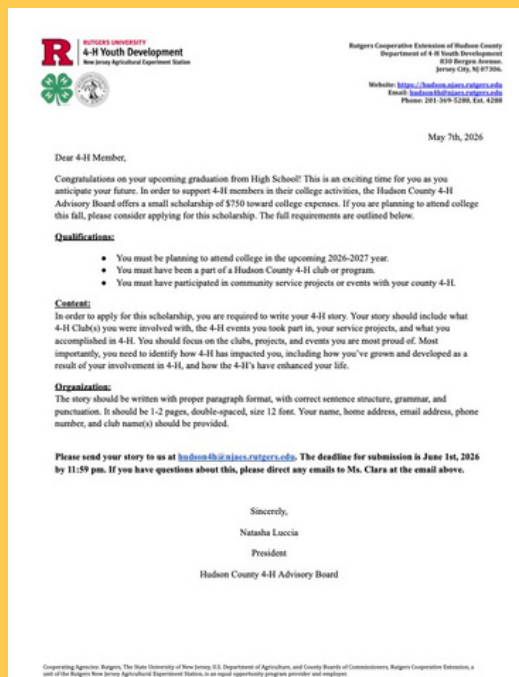 RUTGERS UNIVERSITY
4-H Youth Development
New Jersey Agricultural Experiment Station
Rutgers Cooperative Extension of Hudson County
Department of 4-H Youth Development
830 Bergen Avenue.
Jersey City, NJ 07306.
Website: https://hudson.njaes.rutgers.edu
Email: hudson4h@njaes.rutgers.edu
Phone: 201-369-5280, Ext. 4288
May 7th, 2026
Dear 4-H Member,
Congratulations on your upcoming graduation from High School! This is an exciting time for you as you
anticipate your future. In order to support 4-H members in their college activities, the Hudson County 4-H
Advisory Board offers a small scholarship of $750 toward college expenses. If you are planning to attend college
this fall, please consider applying for this scholarship. The full requirements are outlined below.
Qualifications:
● You must be planning to attend college in the upcoming 2026-2027 year.
● You must have been a part of a Hudson County 4-H club or program.
● You must have participated in community service projects or events with your county 4-H.
Content:
In order to apply for this scholarship, you are required to write your 4-H story. Your story should include what
4-H Club(s) you were involved with, the 4-H events you took part in, your service projects, and what you
accomplished in 4-H. You should focus on the clubs, projects, and events you are most proud of. Most
importantly, you need to identify how 4-H has impacted you, including how you've grown and developed as a
result of your involvement in 4-H, and how the 4-H's have enhanced your life.
Organization:
The story should be written with proper paragraph format, with correct sentence structure, grammar, and
punctuation. It should be 1-2 pages, double-spaced, size 12 font. Your name, home address, email address, phone
number, and club name(s) should be provided.
Please send your story to us at hudson4h@njaes.rutgers.edu. The deadline for submission is June 1st, 2026
by 11:59 pm. If you have questions about this, please direct any emails to Ms. Clara at the email above.
Sincerely,
Natasha Luccia
President
Hudson County 4-H Advisory Board
Cooperating Agencies: Rutgers, The State University of New Jersey, U.S. Department of Agriculture, and County Boards of Commissioners. Rutgers Cooperative Extension, a
unit of the Rutgers New Jersey Agricultural Experiment Station, is an equal opportunity program provider and employer.